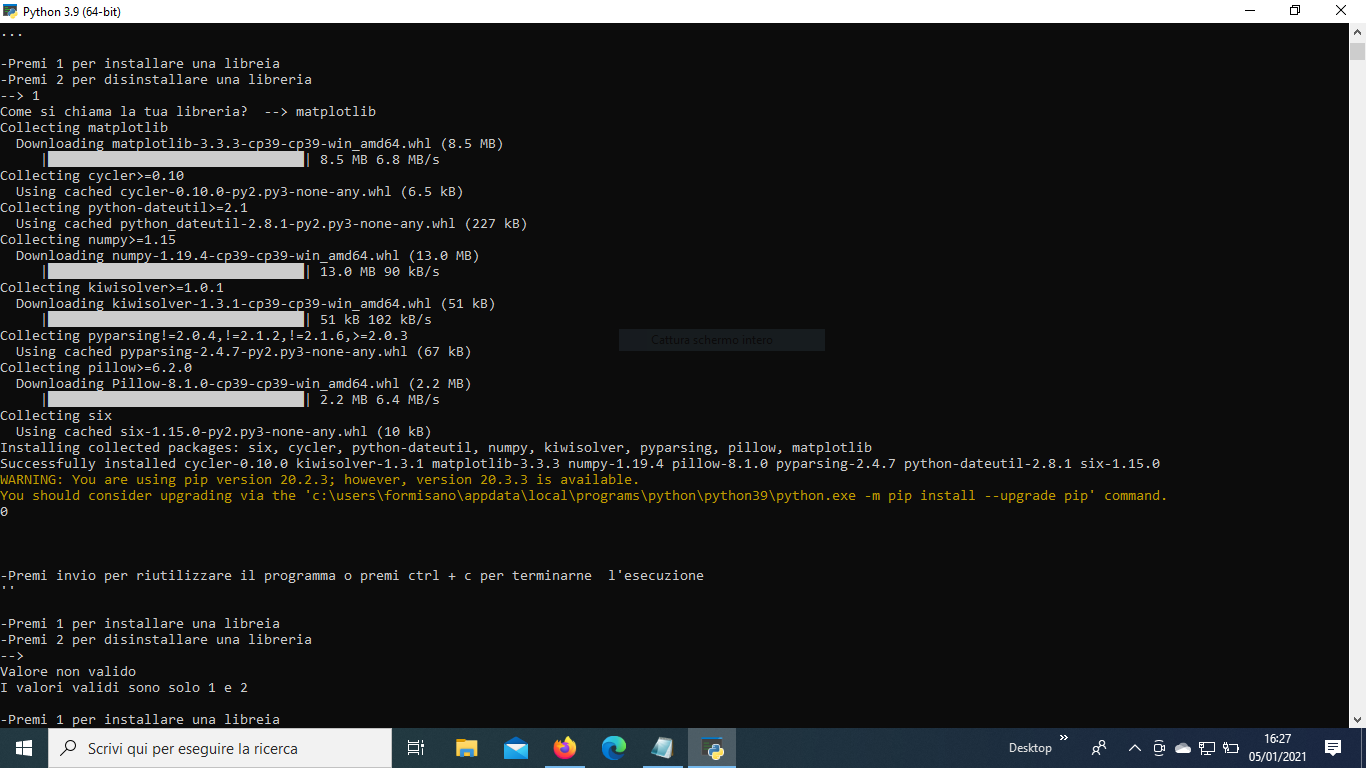 Python 3.9 (64-bit)
...
-Premi 1 per installare una libreia
-Premi 2 per disinstallare una libreria
--> 1
Come si chiama la tua libreria?  --> matplotlib
Collecting matplotlib
  Downloading matplotlib-3.3.3-cp39-cp39-win_amd64.whl (8.5 MB)
     |████████████████████████████████| 8.5 MB 6.8 MB/s
Collecting cycler>=0.10
  Using cached cycler-0.10.0-py2.py3-none-any.whl (6.5 kB)
Collecting python-dateutil>=2.1
  Using cached python_dateutil-2.8.1-py2.py3-none-any.whl (227 kB)
Collecting numpy>=1.15
  Downloading numpy-1.19.4-cp39-cp39-win_amd64.whl (13.0 MB)
     |████████████████████████████████| 13.0 MB 90 kB/s
Collecting kiwisolver>=1.0.1
  Downloading kiwisolver-1.3.1-cp39-cp39-win_amd64.whl (51 kB)
     |████████████████████████████████| 51 kB 102 kB/s
Collecting pyparsing!=2.0.4,!=2.1.2,!=2.1.6,>=2.0.3
  Using cached pyparsing-2.4.7-py2.py3-none-any.whl (67 kB)
Cattura schermo intero
Collecting pillow>=6.2.0
  Downloading Pillow-8.1.0-cp39-cp39-win_amd64.whl (2.2 MB)
     |████████████████████████████████| 2.2 MB 6.4 MB/s
Collecting six
  Using cached six-1.15.0-py2.py3-none-any.whl (10 kB)
Installing collected packages: six, cycler, python-dateutil, numpy, kiwisolver, pyparsing, pillow, matplotlib
Successfully installed cycler-0.10.0 kiwisolver-1.3.1 matplotlib-3.3.3 numpy-1.19.4 pillow-8.1.0 pyparsing-2.4.7 python-dateutil-2.8.1 six-1.15.0
WARNING: You are using pip version 20.2.3; however, version 20.3.3 is available.
You should consider upgrading via the 'c:\users\formisano\appdata\local\programs\python\python39\python.exe -m pip install --upgrade pip' command.
0
-Premi invio per riutilizzare il programma o premi ctrl + c per terminarne  l'esecuzione
''
-Premi 1 per installare una libreia
-Premi 2 per disinstallare una libreria
-->
Valore non valido
I valori validi sono solo 1 e 2
-Premi 1 per installare una libreia
Scrivi qui per eseguire la ricerca
Desktop
16:27
05/01/2021